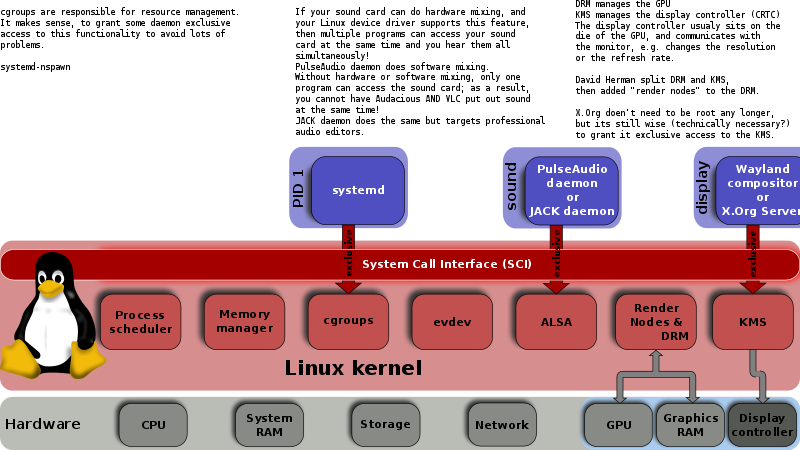 cgroups are responsible for resource management.
It makes sense, to grant some daemon exclusive
access to this functionality to avoid lots of
problems.
systemd-nspawn
If your sound card can do hardware mixing, and
your Linux device driver supports this feature,
then multiple programs can access your sound
card at the same time and you hear them all
simultaneously!
PulseAudio daemon does software mixing.
Without hardware or software mixing, only one
program can access the sound card; as a result,
you cannot have Audacious AND VLC put out sound
at the same time!
JACK daemon does the same but targets professional
audio editors.
DRM manages the GPU
KMS manages the display controller (CRTC)
The display controller usualy sits on the
die of the GPU, and communicates with
the monitor, e.g. changes the resolution
or the refresh rate.
David Herman split DRM and KMS,
then added "render nodes" to the DRM.
X.Org doen't need to be root any longer,
but its still wise (technically necessary?)
to grant it exclusive access to the KMS.
PID 1
systemd
sound
PulseAudio
daemon
or
JACK daemon
display
Wayland
compositor
or
X.Org Server
exclusive
exclusive
exclusive
System Call Interface (SCI)
Process
scheduler
Memory
manager
cgroups
evdev
ALSA
Render
Nodes &
DRM
KMS
Linux kernel
Hardware
CPU
System
RAM
Storage
Network
GPU
Graphics
RAM
Display
controller